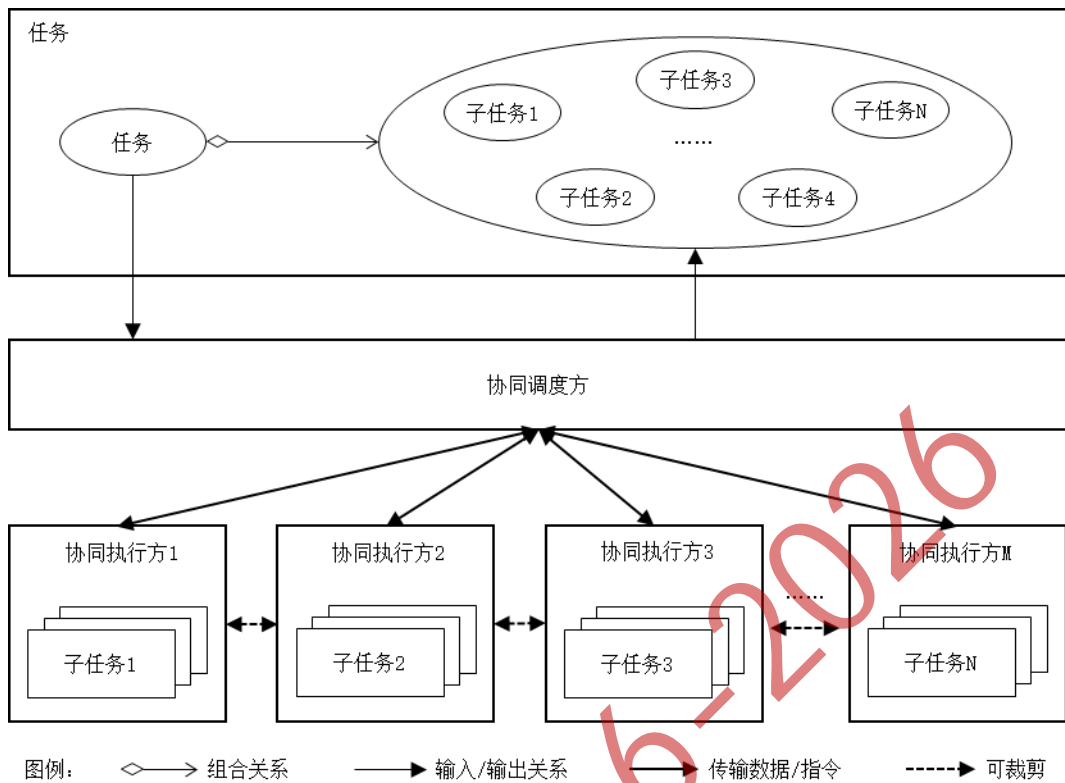 任务
子任务3
子任务1
子任务N
任务
……
子任务2
子任务4
协同调度方
协同执行方1
协同执行方2
协同执行方3
协同执行方M
……
子任务1
子任务2
子任务3
子任务N
图例： 组合关系 输入/输出关系 传输数据/指令 可裁剪
6-2026